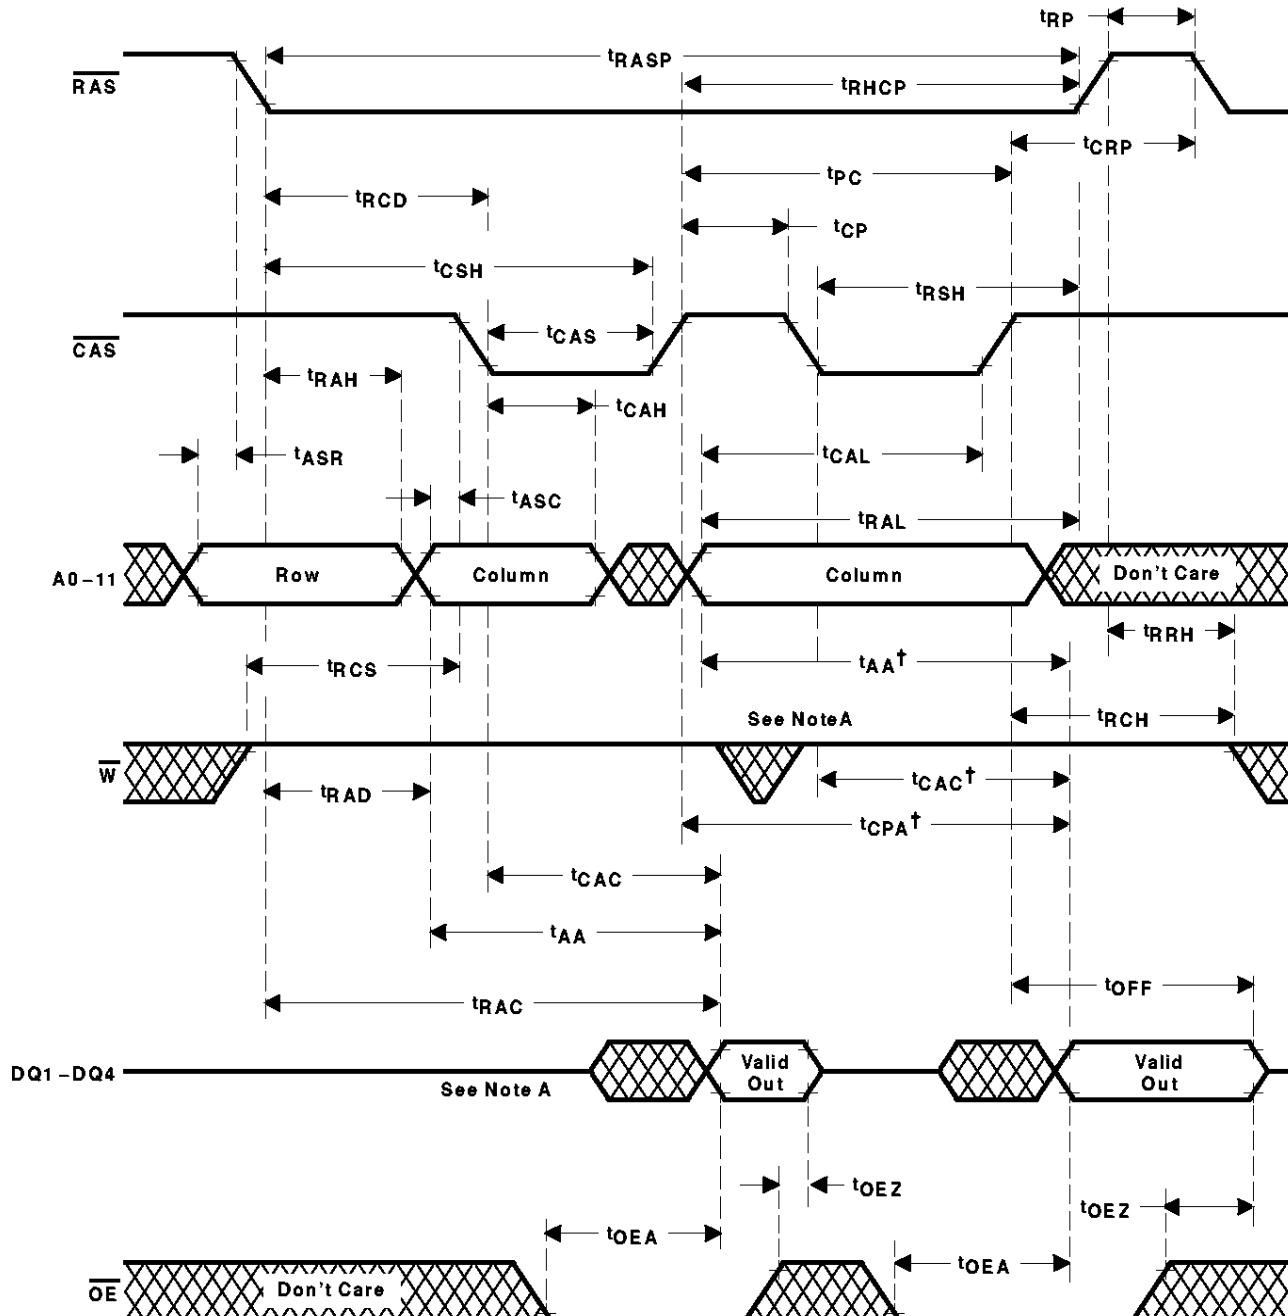 tRP
tRASP
RAS
tRHCP
tCRP
tPC
tRCD
tCP
tCSH
tRSH
tCAS
CAS
tRAH
tCAH
tASR
tCAL
tASC
tRAL
A0–11
Row
Column
Column
Don't Care
tRRH
tRCS
tAA†
See Note A
tRCH
W
tCAC†
tRAD
tCPA†
tCAC
tAA
tOFF
tRAC
DQ1–DQ4
See Note A
Valid
Out
Valid
Out
tOEZ
tOEZ
tOEA
tOEA
OE
Don't Care